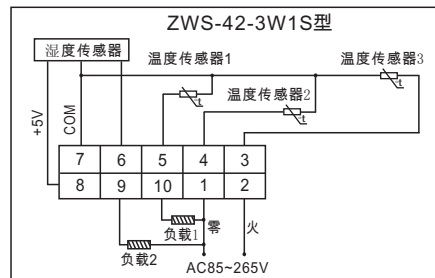 ZWS-42-3W1S型
湿度传感器
温度传感器1
温度传感器3
温度传感器2
+5V
COM
t
t
t
7 6 5 4 3
8 9 10 1 2
负载1
零
火
负载2
AC85~265V